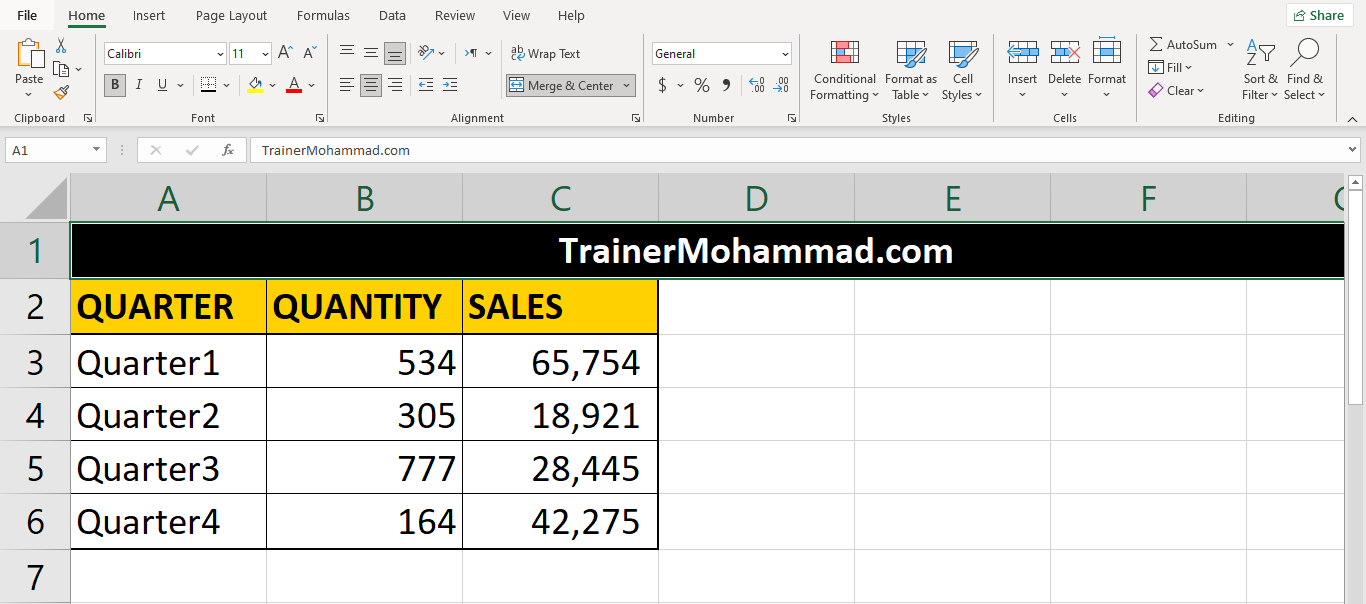 File Home Insert Page Layout Formulas Data Review View Help Share
Calibri 11 A A Wrap Text General $ % 9 AutoSum
Paste B I U A Merge & Center Conditional Formatting Format as Table Cell Styles Insert Delete Format Fill Clear Sort & Filter Find & Select
Clipboard Font Alignment Number Styles Cells Editing
A1 fx TrainerMohammad.com
A B C D E F
1 TrainerMohammad.com
2 QUARTER QUANTITY SALES
3 Quarter1 534 65,754
4 Quarter2 305 18,921
5 Quarter3 777 28,445
6 Quarter4 164 42,275
7